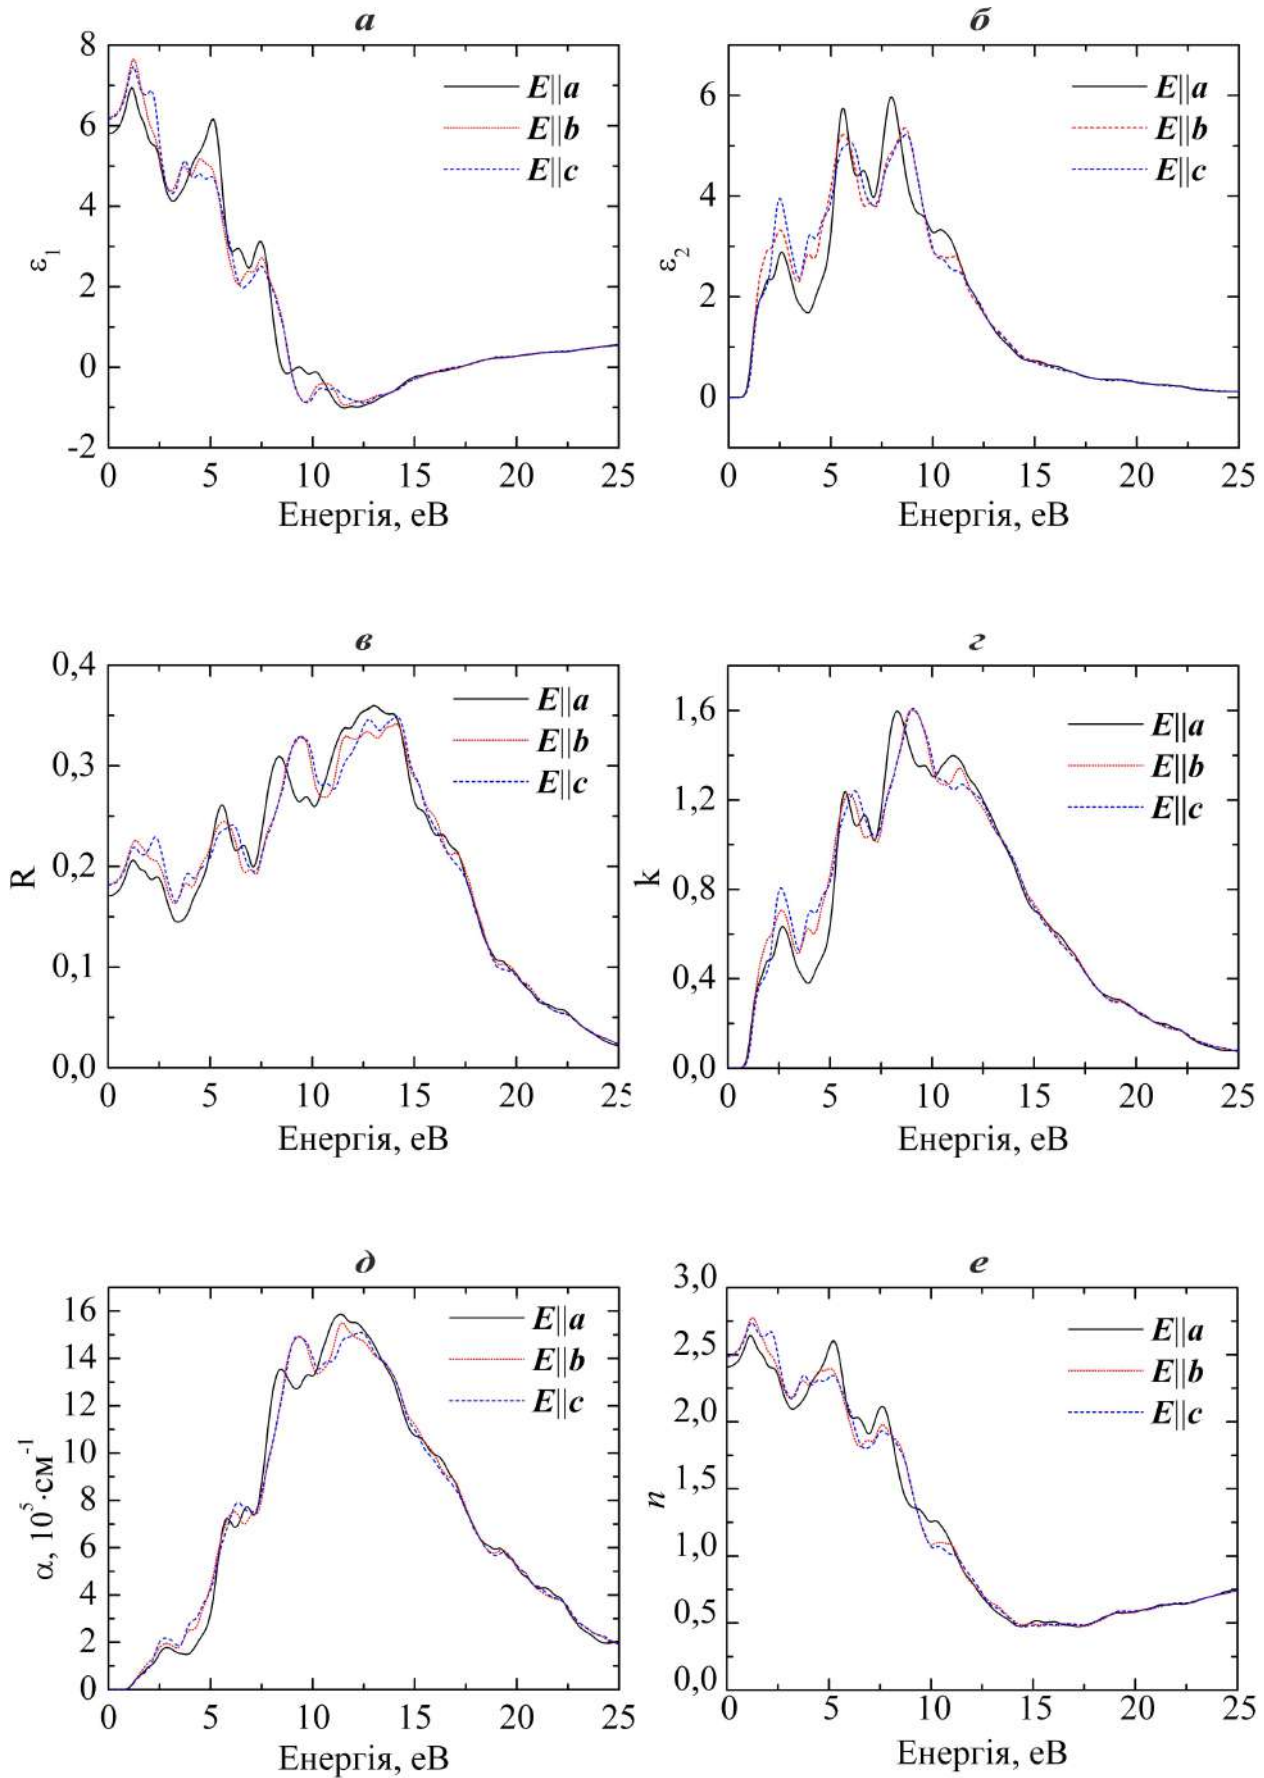 а
8
6
4
2
0
-2
ε1
E||a
E||b
E||c
0 5 10 15 20 25
Енергія, еВ
б
6
4
2
0
ε2
E||a
E||b
E||c
0 5 10 15 20 25
Енергія, еВ
в
0,4
0,3
0,2
0,1
0,0
R
E||a
E||b
E||c
0 5 10 15 20 25
Енергія, еВ
г
1,6
1,2
0,8
0,4
0,0
k
E||a
E||b
E||c
0 5 10 15 20 25
Енергія, еВ
д
16
14
12
10
8
6
4
2
0
α, 10⁵·см⁻¹
E||a
E||b
E||c
0 5 10 15 20 25
Енергія, еВ
е
3,0
2,5
2,0
1,5
1,0
0,5
0,0
n
E||a
E||b
E||c
0 5 10 15 20 25
Енергія, еВ